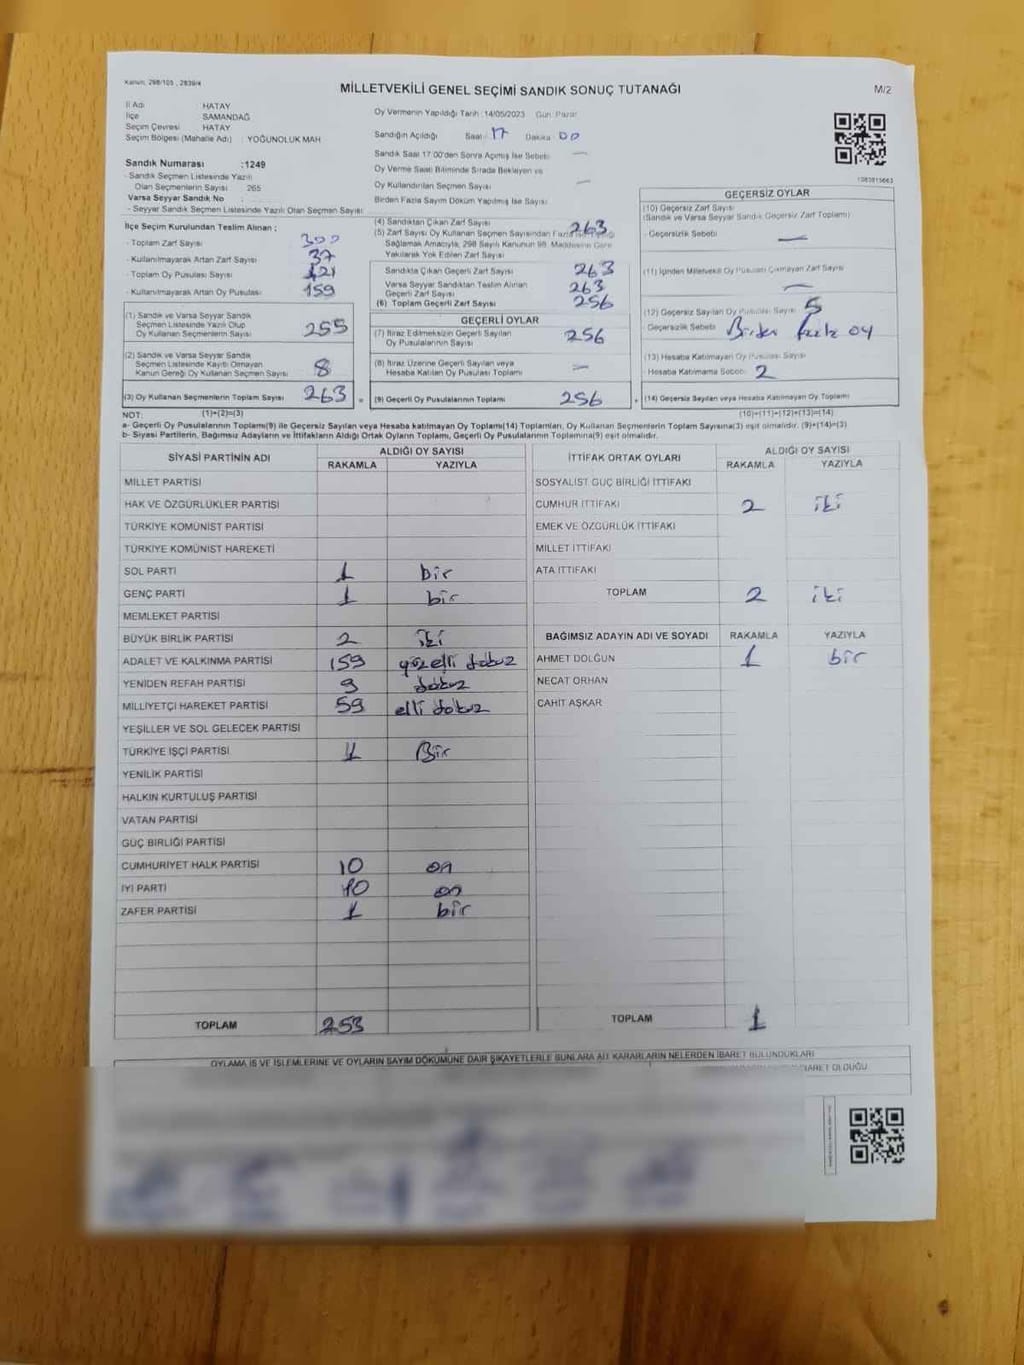 Kanun: 298/105 , 2839/4
MİLLETVEKİLİ GENEL SEÇİMİ SANDIK SONUÇ TUTANAĞI
M/2
İl Adı HATAY
İlçe SAMANDAĞ
Seçim Çevresi HATAY
Seçim Bölgesi (Mahalle Adı) : YOĞUNOLUK MAH
Sandık Numarası :1249
- Sandık Seçmen Listesinde Yazılı
Olan Seçmenlerin Sayısı 265
Varsa Seyyar Sandık No
- Seyyar Sandık Seçmen Listesinde Yazılı Olan Seçmen Sayısı:
İlçe Seçim Kurulundan Teslim Alınan ;
- Toplam Zarf Sayısı 300
- Kullanılmayarak Artan Zarf Sayısı 37
- Toplam Oy Pusulası Sayısı 421
- Kullanılmayarak Artan Oy Pusulası 159
(1) Sandık ve Varsa Seyyar Sandık
Seçmen Listesinde Yazılı Olup
Oy Kullanan Seçmenlerin Sayısı 255
(2) Sandık ve Varsa Seyyar Sandık
Seçmen Listesinde Kayıtlı Olmayan
Kanun Gereği Oy Kullanan Seçmen Sayısı 8
(3) Oy Kullanan Seçmenlerin Toplam Sayısı 263
Oy Vermenin Yapıldığı Tarih :14/05/2023 Gün: Pazar
Sandığın Açıldığı Saat : 17 Dakika 00
Sandık Saat 17:00'den Sonra Açılmış İse Sebebi —
Oy Verme Saati Bitiminde Sırada Bekleyen ve
Oy Kullandırılan Seçmen Sayısı —
Birden Fazla Sayım Döküm Yapılmış İse Sayısı
(4) Sandıktan Çıkan Zarf Sayısı 263
(5) Zarf Sayısı Oy Kullanan Seçmen Sayısından Fazla İse Eşitliği
Sağlamak Amacıyla, 298 Sayılı Kanunun 98. Maddesine Göre
Yakılarak Yok Edilen Zarf Sayısı
Sandıkta Çıkan Geçerli Zarf Sayısı 263
Varsa Seyyar Sandıktan Teslim Alınan
Geçerli Zarf Sayısı 263
(6) Toplam Geçerli Zarf Sayısı 256
GEÇERLİ OYLAR
(7) İtiraz Edilmeksizin Geçerli Sayılan
Oy Pusulalarının Sayısı 256
(8) İtiraz Üzerine Geçerli Sayılan veya
Hesaba Katılan Oy Pusulası Toplamı —
= (9) Geçerli Oy Pusulalarının Toplamı 256
1083815663
GEÇERSİZ OYLAR
(10) Geçersiz Zarf Sayısı
(Sandık ve Varsa Seyyar Sandık Geçersiz Zarf Toplamı)
- Geçersizlik Sebebi —
(11) İçinden Milletvekili Oy Pusulası Çıkmayan Zarf Sayısı
—
(12) Geçersiz Sayılan Oy Pusulası Sayısı 5
- Geçersizlik Sebebi Birden fazla oy
(13) Hesaba Katılmayan Oy Pusulası Sayısı
- Hesaba Katılmama Sebebi 2
+ (14) Geçersiz Sayılan veya Hesaba Katılmayan Oy Toplamı
NOT: (1)+(2)=(3) (10)+(11)+(12)+(13)=(14)
a- Geçerli Oy Pusulalarının Toplamı(9) ile Geçersiz Sayılan veya Hesaba katılmayan Oy Toplamı(14) Toplamları, Oy Kullanan Seçmenlerin Toplam Sayısına(3) eşit olmalıdır. (9)+(14)=(3)
b- Siyasi Partilerin, Bağımsız Adayların ve İttifakların Aldığı Ortak Oyların Toplamı, Geçerli Oy Pusulalarının Toplamına(9) eşit olmalıdır.
SİYASİ PARTİNİN ADI ALDIĞI OY SAYISI
RAKAMLA YAZIYLA
MİLLET PARTİSİ
HAK VE ÖZGÜRLÜKLER PARTİSİ
TÜRKİYE KOMÜNİST PARTİSİ
TÜRKİYE KOMÜNİST HAREKETİ
SOL PARTİ 1 bir
GENÇ PARTİ 1 bir
MEMLEKET PARTİSİ
BÜYÜK BİRLİK PARTİSİ 2 iki
ADALET VE KALKINMA PARTİSİ 159 yüzelli dokuz
YENİDEN REFAH PARTİSİ 9 dokuz
MİLLİYETÇİ HAREKET PARTİSİ 59 elli dokuz
YEŞİLLER VE SOL GELECEK PARTİSİ
TÜRKİYE İŞÇİ PARTİSİ 1 Bir
YENİLİK PARTİSİ
HALKIN KURTULUŞ PARTİSİ
VATAN PARTİSİ
GÜÇ BİRLİĞİ PARTİSİ
CUMHURİYET HALK PARTİSİ 10 on
İYİ PARTİ 10 on
ZAFER PARTİSİ 1 bir
TOPLAM 253
İTTİFAK ORTAK OYLARI ALDIĞI OY SAYISI
RAKAMLA YAZIYLA
SOSYALİST GÜÇ BİRLİĞİ İTTİFAKI
CUMHUR İTTİFAKI 2 iki
EMEK VE ÖZGÜRLÜK İTTİFAKI
MİLLET İTTİFAKI
ATA İTTİFAKI
TOPLAM 2 iki
BAĞIMSIZ ADAYIN ADI VE SOYADI RAKAMLA YAZIYLA
AHMET DOLĞUN 1 bir
NECAT ORHAN
CAHİT AŞKAR
TOPLAM 1
OYLAMA İŞ VE İŞLEMLERİNE VE OYLARIN SAYIM DÖKÜMÜNE DAİR ŞİKAYETLERLE BUNLARA AİT KARARLARIN NELERDEN İBARET BULUNDUKLARI
İBARET OLDUĞU